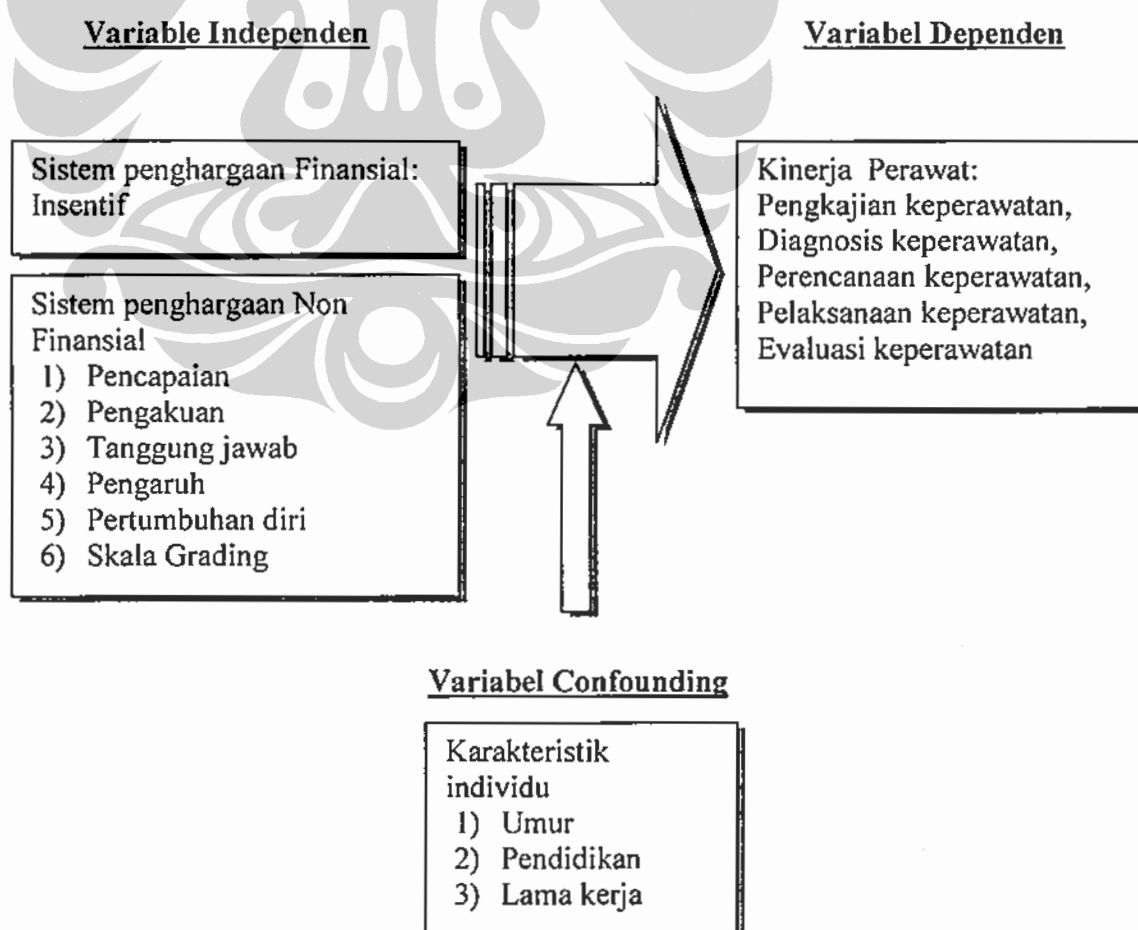 Variable Independen
Variabel Dependen
Sistem penghargaan Finansial:
Insentif
Sistem penghargaan Non
Finansial
1) Pencapaian
2) Pengakuan
3) Tanggung jawab
4) Pengaruh
5) Pertumbuhan diri
6) Skala Grading
Kinerja Perawat:
Pengkajian keperawatan,
Diagnosis keperawatan,
Perencanaan keperawatan,
Pelaksanaan keperawatan,
Evaluasi keperawatan
Variabel Confounding
Karakteristik
individu
1) Umur
2) Pendidikan
3) Lama kerja